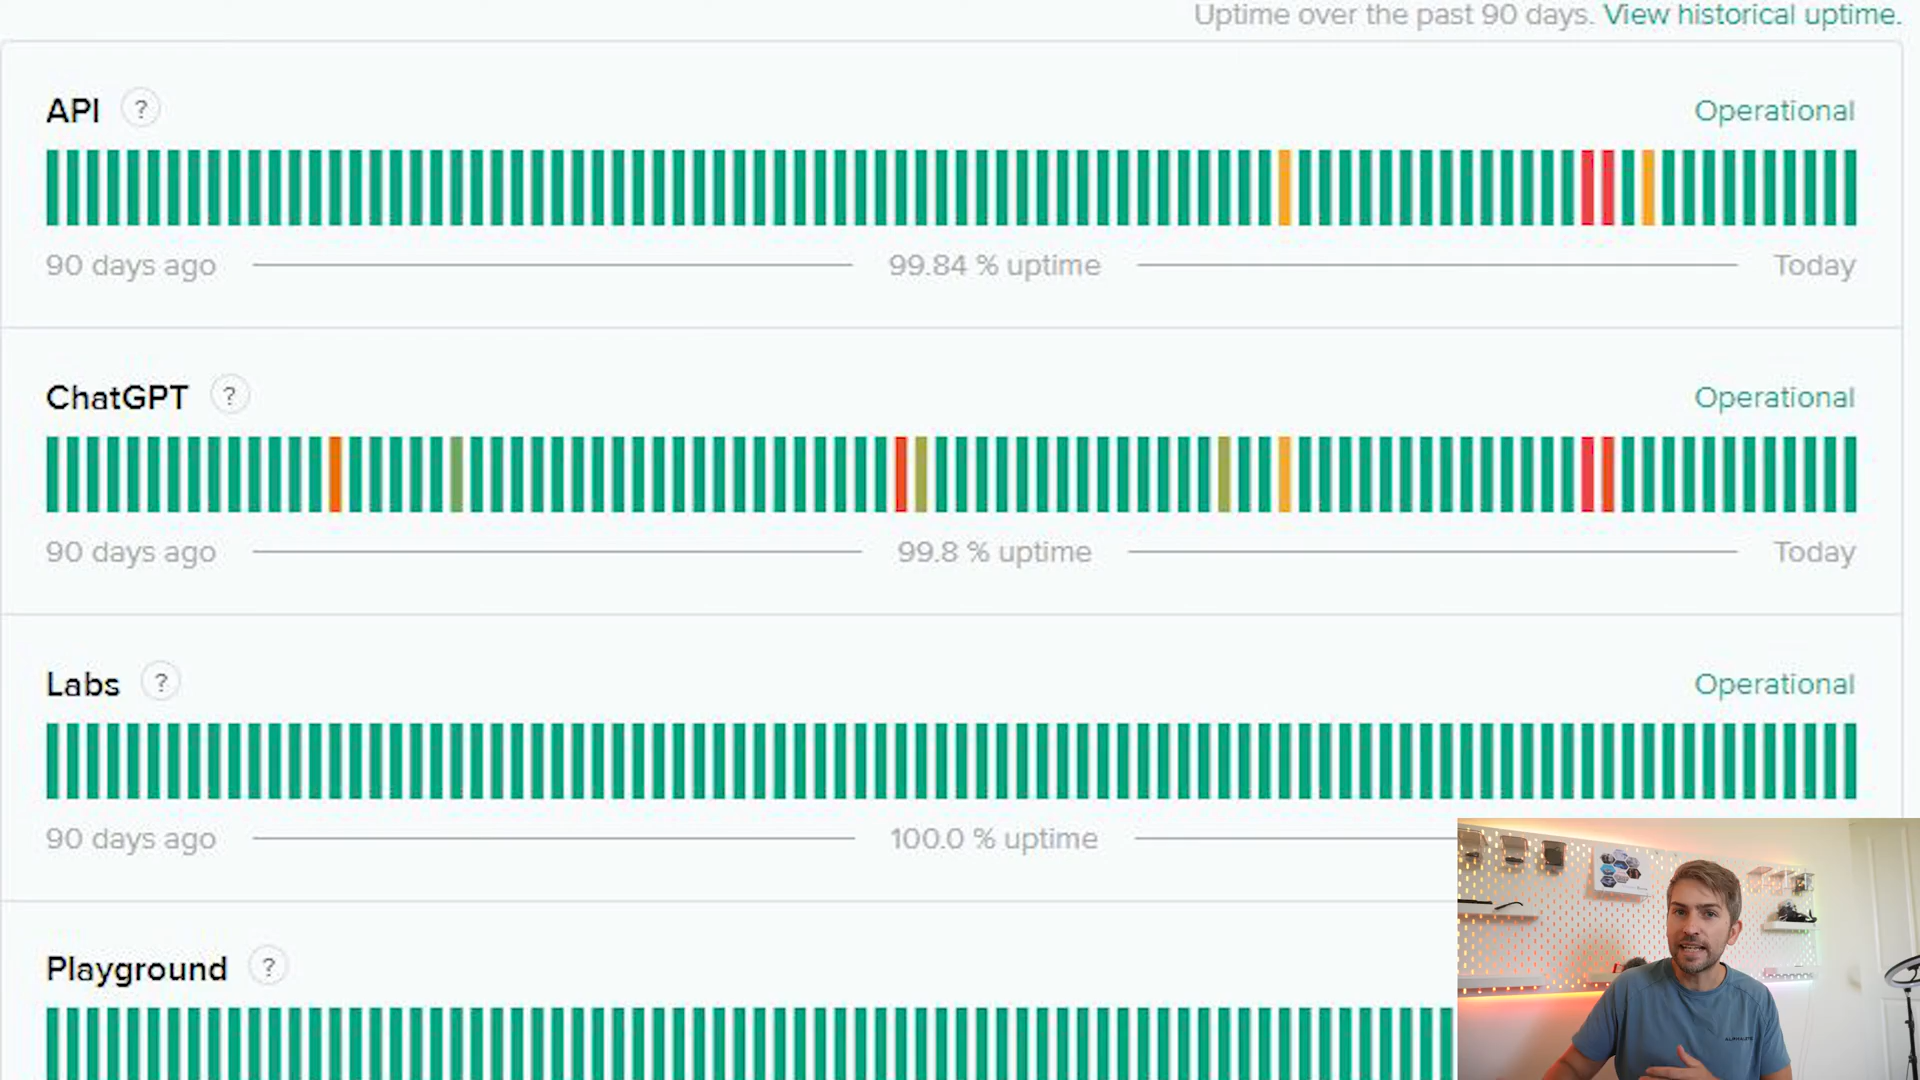 Uptime over the past 90 days. View historical uptime.
API ?
Operational
90 days ago
99.84 % uptime
Today
ChatGPT ?
Operational
90 days ago
99.8 % uptime
Today
Labs ?
Operational
90 days ago
100.0 % uptime
Playground ?